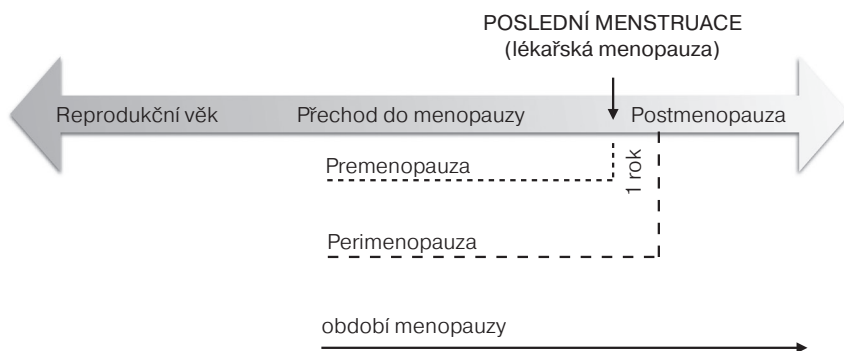 POSLEDNÍ MENSTRUACE
(lékařská menopauza)
Reprodukční věk
Přechod do menopauzy
Postmenopauza
Premenopauza
1 rok
Perimenopauza
období menopauzy